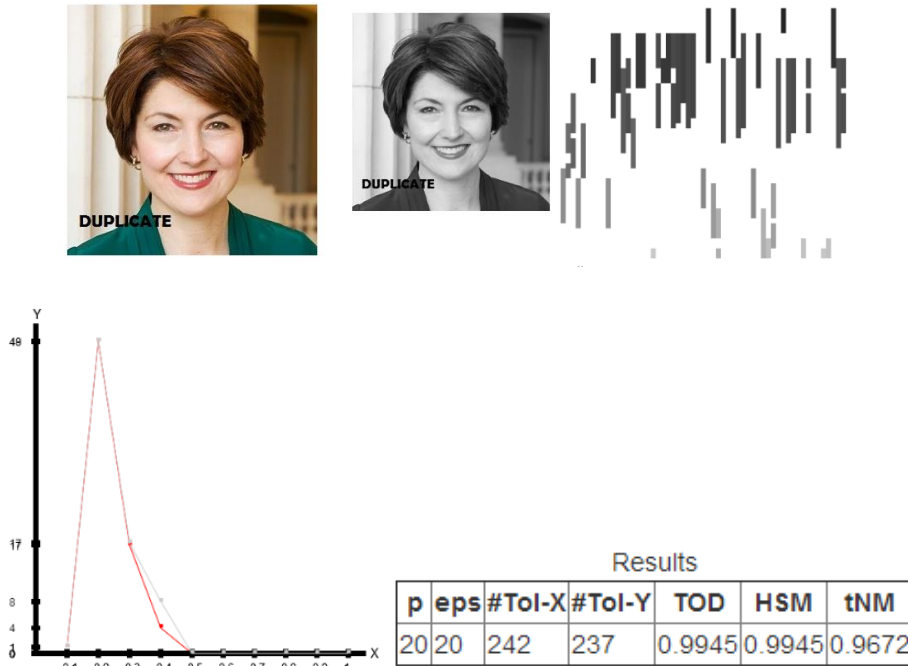 DUPLICATE
DUPLICATE
Y
17
8
4
X
Results
p eps #Tol-X #Tol-Y TOD HSM tNM
20 20 242 237 0.9945 0.9945 0.9672